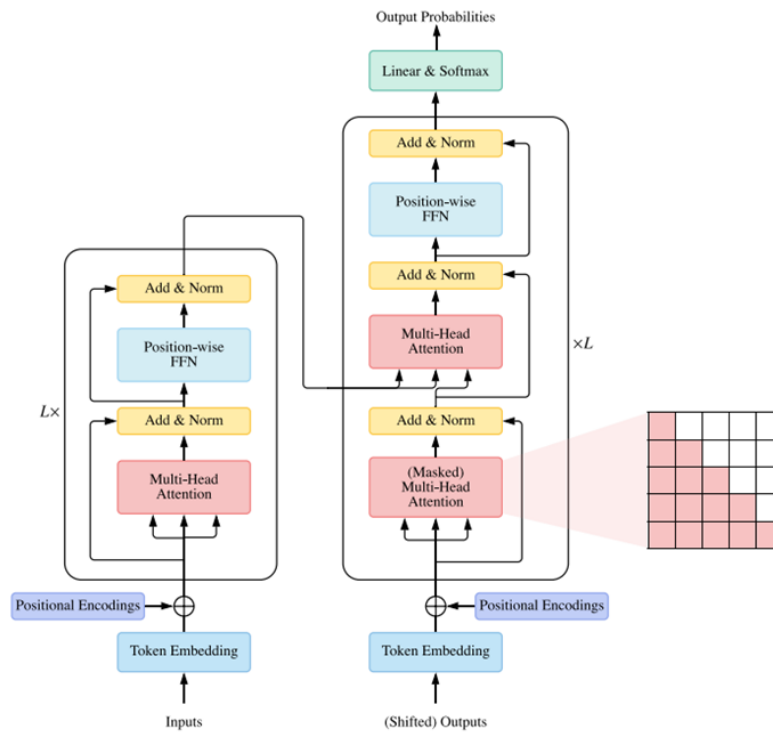 Output Probabilities
Linear & Softmax
Add & Norm
Position-wise
FFN
Add & Norm
Multi-Head
Attention
×L
Add & Norm
(Masked)
Multi-Head
Attention
Positional Encodings
Token Embedding
(Shifted) Outputs
Add & Norm
Position-wise
FFN
L×
Add & Norm
Multi-Head
Attention
Positional Encodings
Token Embedding
Inputs